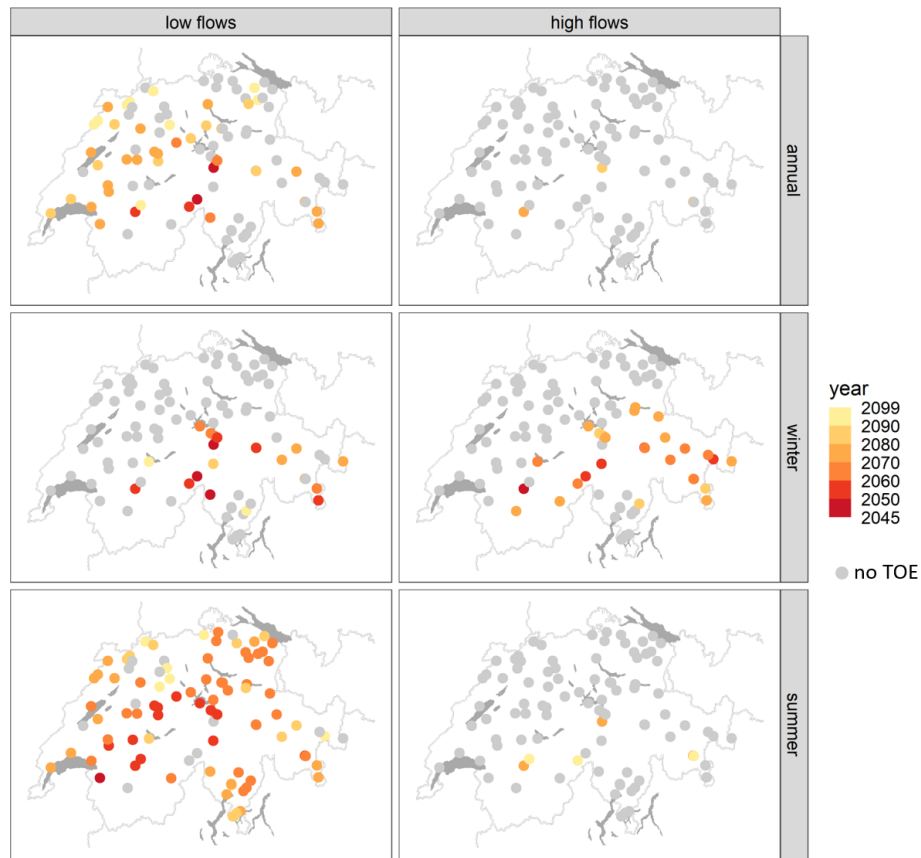 low flows
high flows
annual
winter
summer
year
2099
2090
2080
2070
2060
2050
2045
no TOE